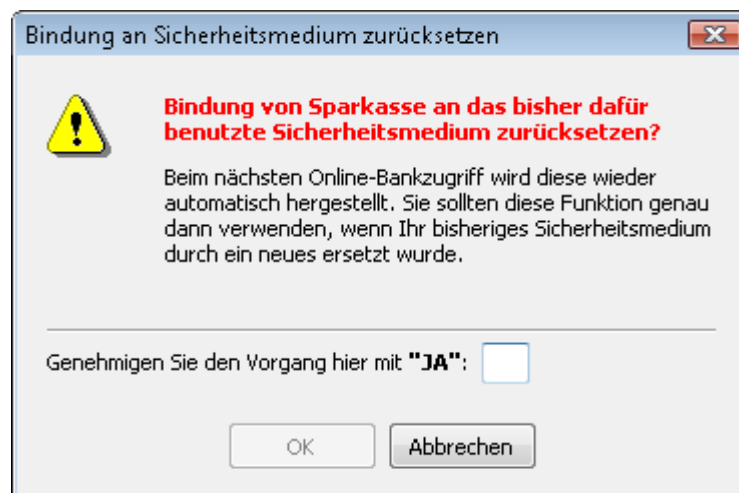 Bindung an Sicherheitsmedium zurücksetzen
Bindung von Sparkasse an das bisher dafür
benutzte Sicherheitsmedium zurücksetzen?
Beim nächsten Online-Bankzugriff wird diese wieder
automatisch hergestellt. Sie sollten diese Funktion genau
dann verwenden, wenn Ihr bisheriges Sicherheitsmedium
durch ein neues ersetzt wurde.
Genehmigen Sie den Vorgang hier mit "JA":
OK
Abbrechen